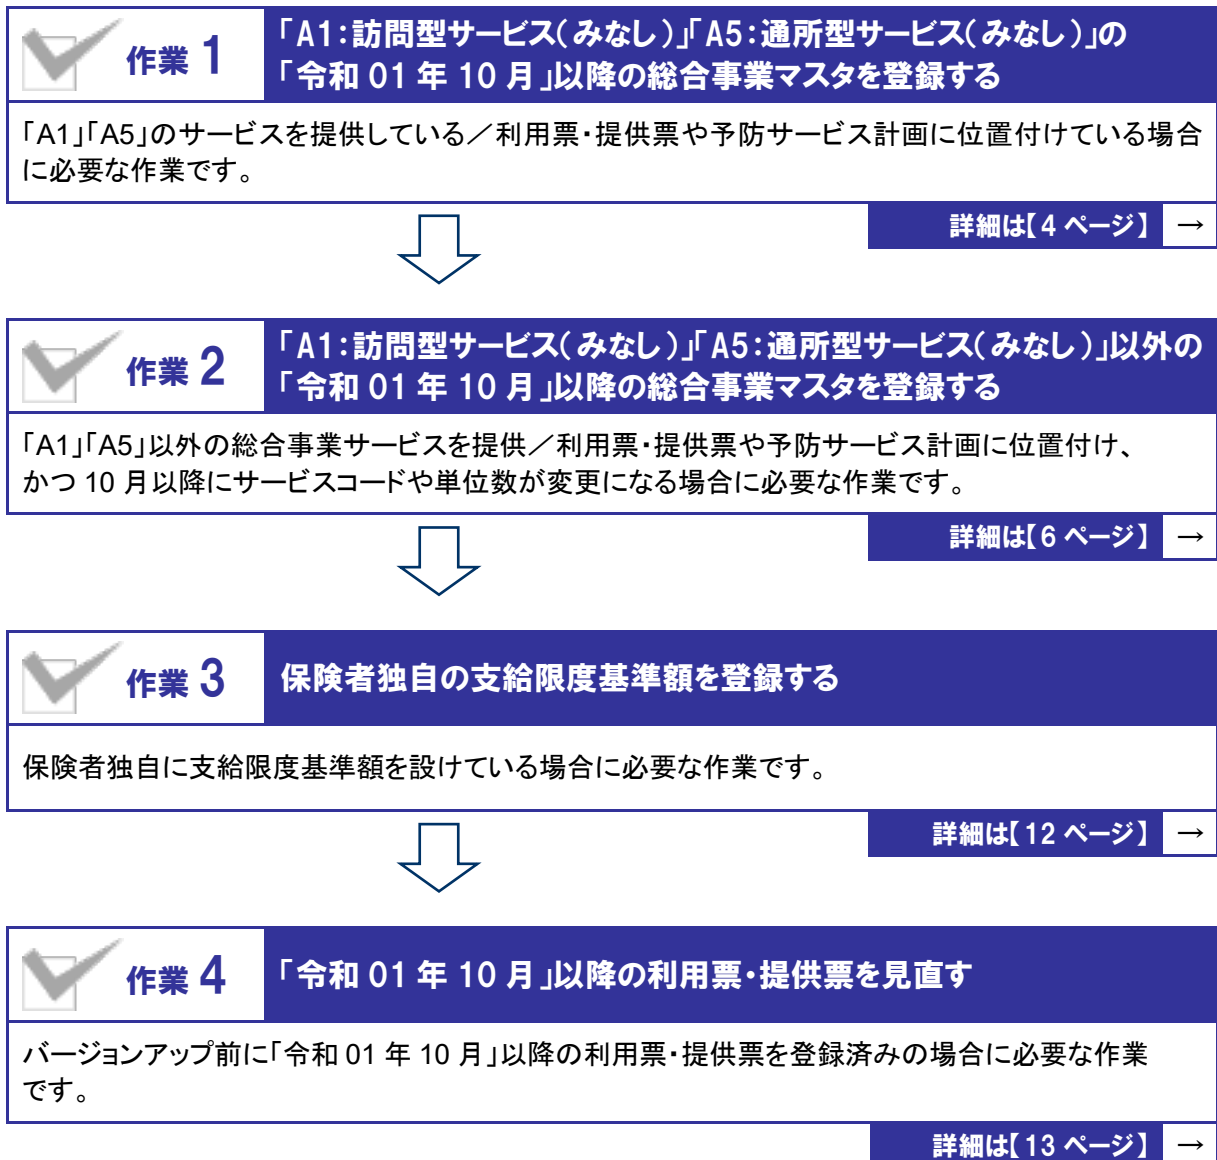 作業 1
「A1：訪問型サービス（みなし）」「A5：通所型サービス（みなし）」の
「令和 01 年 10 月」以降の総合事業マスタを登録する
「A1」「A5」のサービスを提供している／利用票・提供票や予防サービス計画に位置付けている場合
に必要な作業です。
詳細は【4 ページ】 →
作業 2
「A1：訪問型サービス（みなし）」「A5：通所型サービス（みなし）」以外の
「令和 01 年 10 月」以降の総合事業マスタを登録する
「A1」「A5」以外の総合事業サービスを提供／利用票・提供票や予防サービス計画に位置付け、
かつ 10 月以降にサービスコードや単位数が変更になる場合に必要な作業です。
詳細は【6 ページ】 →
作業 3
保険者独自の支給限度基準額を登録する
保険者独自に支給限度基準額を設けている場合に必要な作業です。
詳細は【12 ページ】 →
作業 4
「令和 01 年 10 月」以降の利用票・提供票を見直す
バージョンアップ前に「令和 01 年 10 月」以降の利用票・提供票を登録済みの場合に必要な作業
です。
詳細は【13 ページ】 →